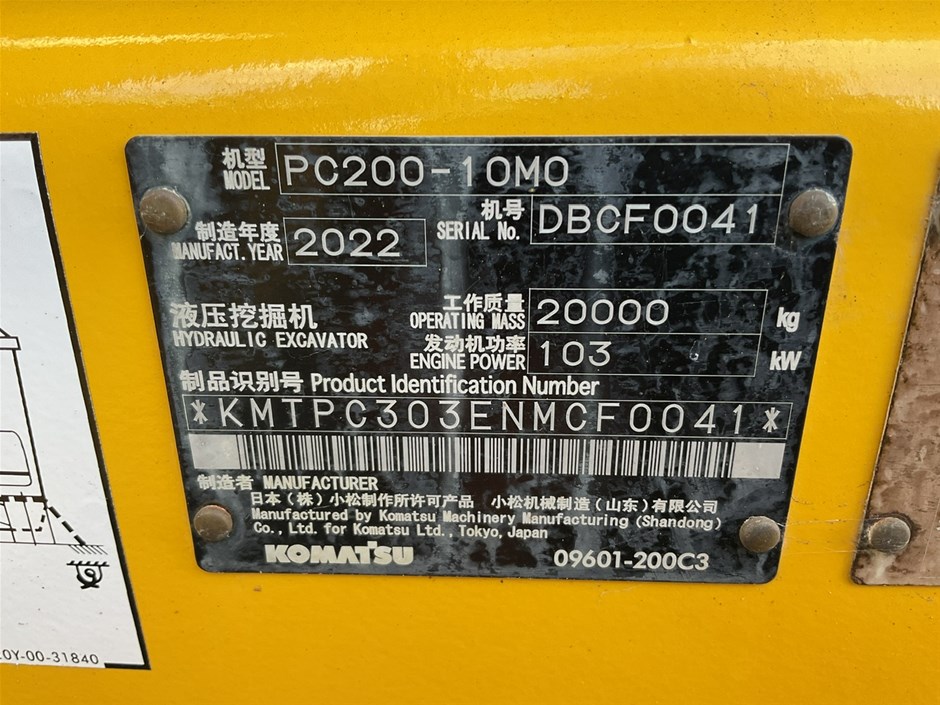 机型 MODEL PC200-10M0
制造年度 MANUFACT.YEAR 2022
机号 SERIAL No. DBCF0041
液压挖掘机
HYDRAULIC EXCAVATOR
工作质量 OPERATING MASS 20000 kg
发动机功率 ENGINE POWER 103 kW
制品识别号 Product Identification Number
*KMTPC303ENMCF0041*
制造者 MANUFACTURER
日本（株）小松制作所许可产品 小松机械制造（山东）有限公司
Manufactured by Komatsu Machinery Manufacturing (Shandong)
Co., Ltd. for Komatsu Ltd., Tokyo, Japan
KOMATSU 09601-200C3
0Y-00-31840